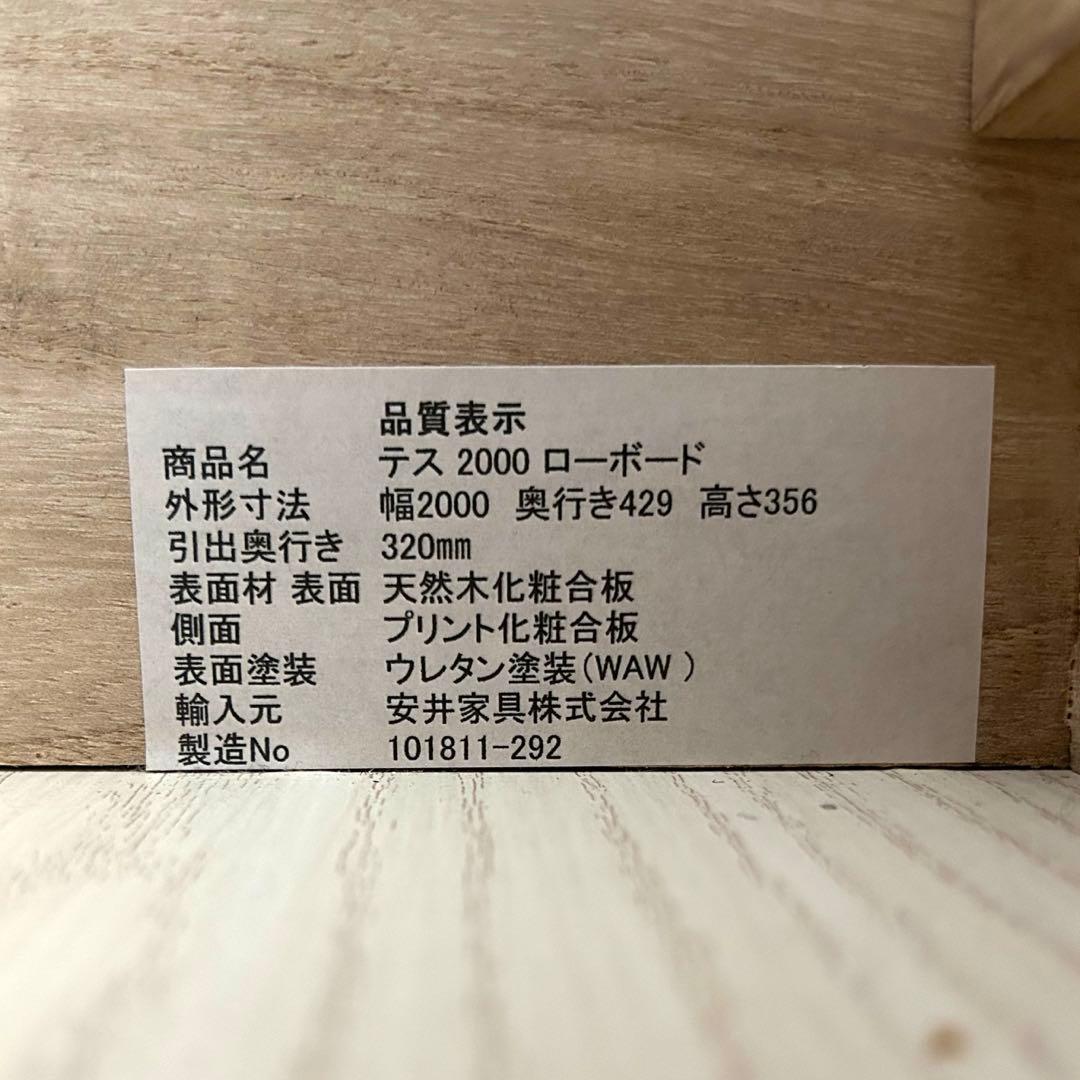 品質表示
商品名 テス 2000 ローボード
外形寸法 幅2000 奥行き429 高さ356
引出奥行き 320㎜
表面材 表面 天然木化粧合板
側面 プリント化粧合板
表面塗装 ウレタン塗装(WAW )
輸入元 安井家具株式会社
製造No 101811-292